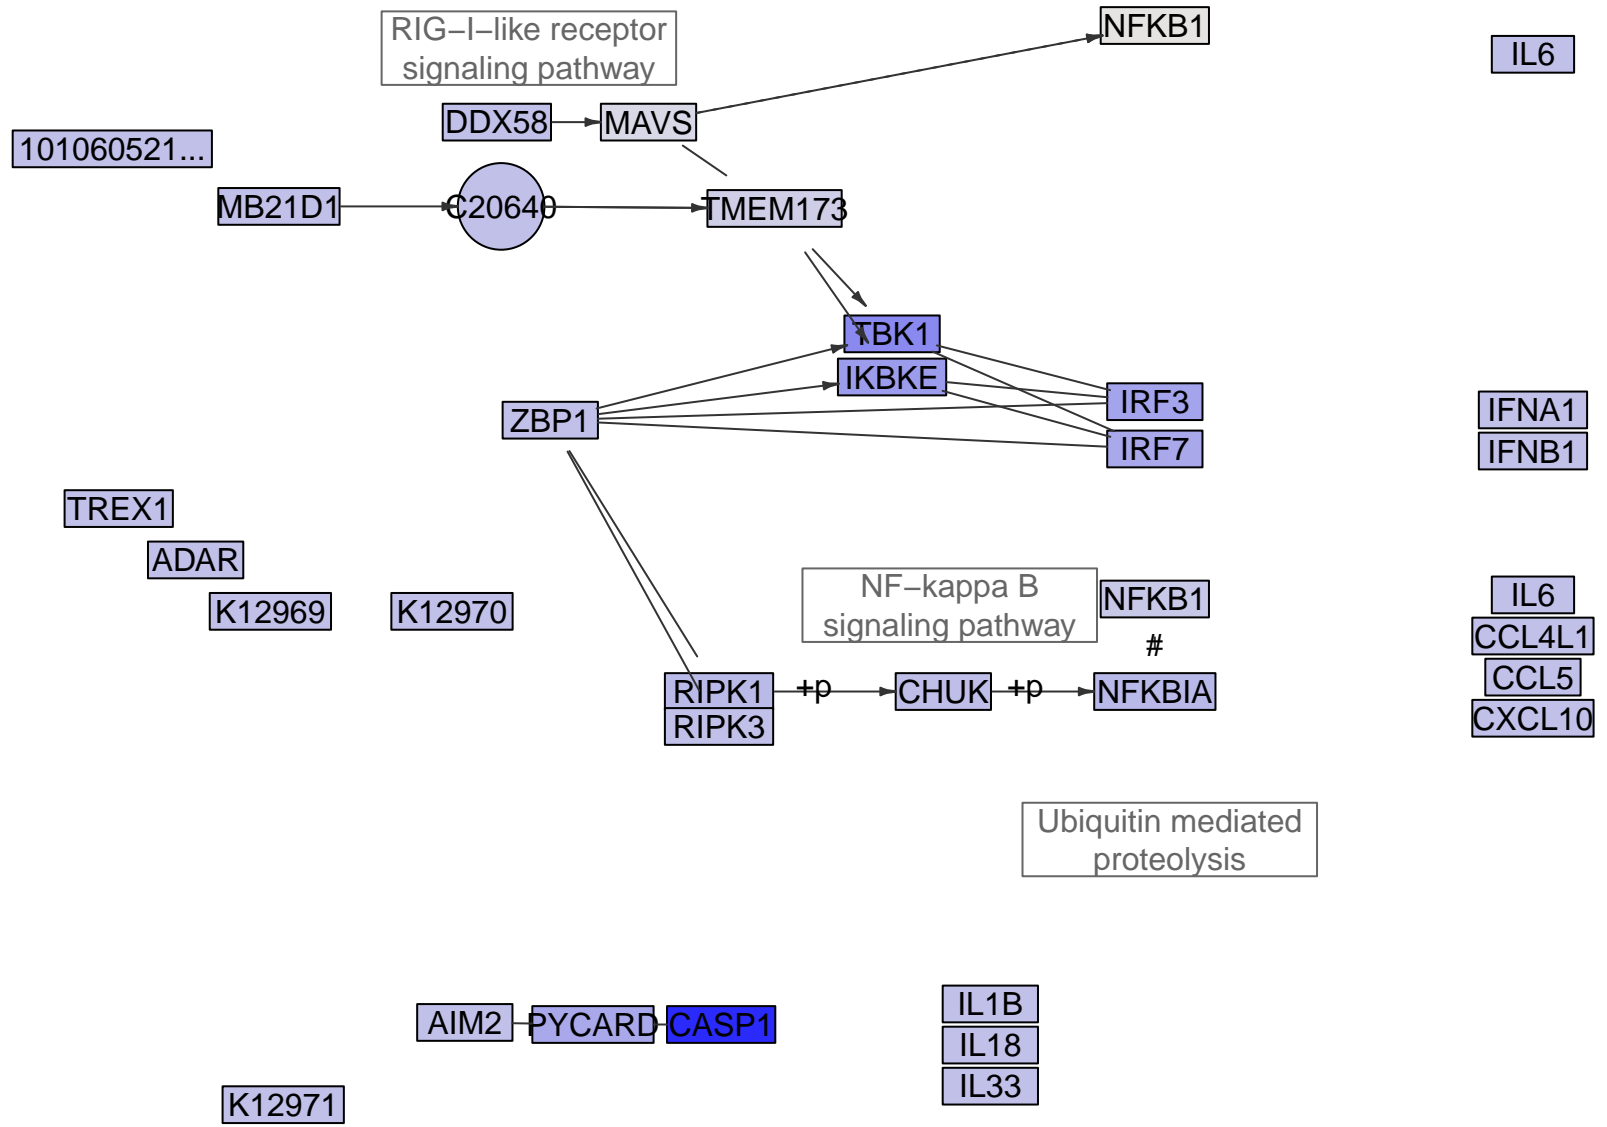 RIG−I−like receptor
signaling pathway
NFKB1
IL6
DDX58
MAVS
101060521...
MB21D1
C20640
TMEM173
TBK1
IKBKE
ZBP1
IRF3
IRF7
IFNA1
IFNB1
TREX1
ADAR
K12969
K12970
NF−kappa B
signaling pathway
NFKB1
#
IL6
CCL4L1
CCL5
CXCL10
RIPK1
+p
CHUK
+p
NFKBIA
RIPK3
Ubiquitin mediated
proteolysis
AIM2
PYCARD
CASP1
IL1B
IL18
IL33
K12971